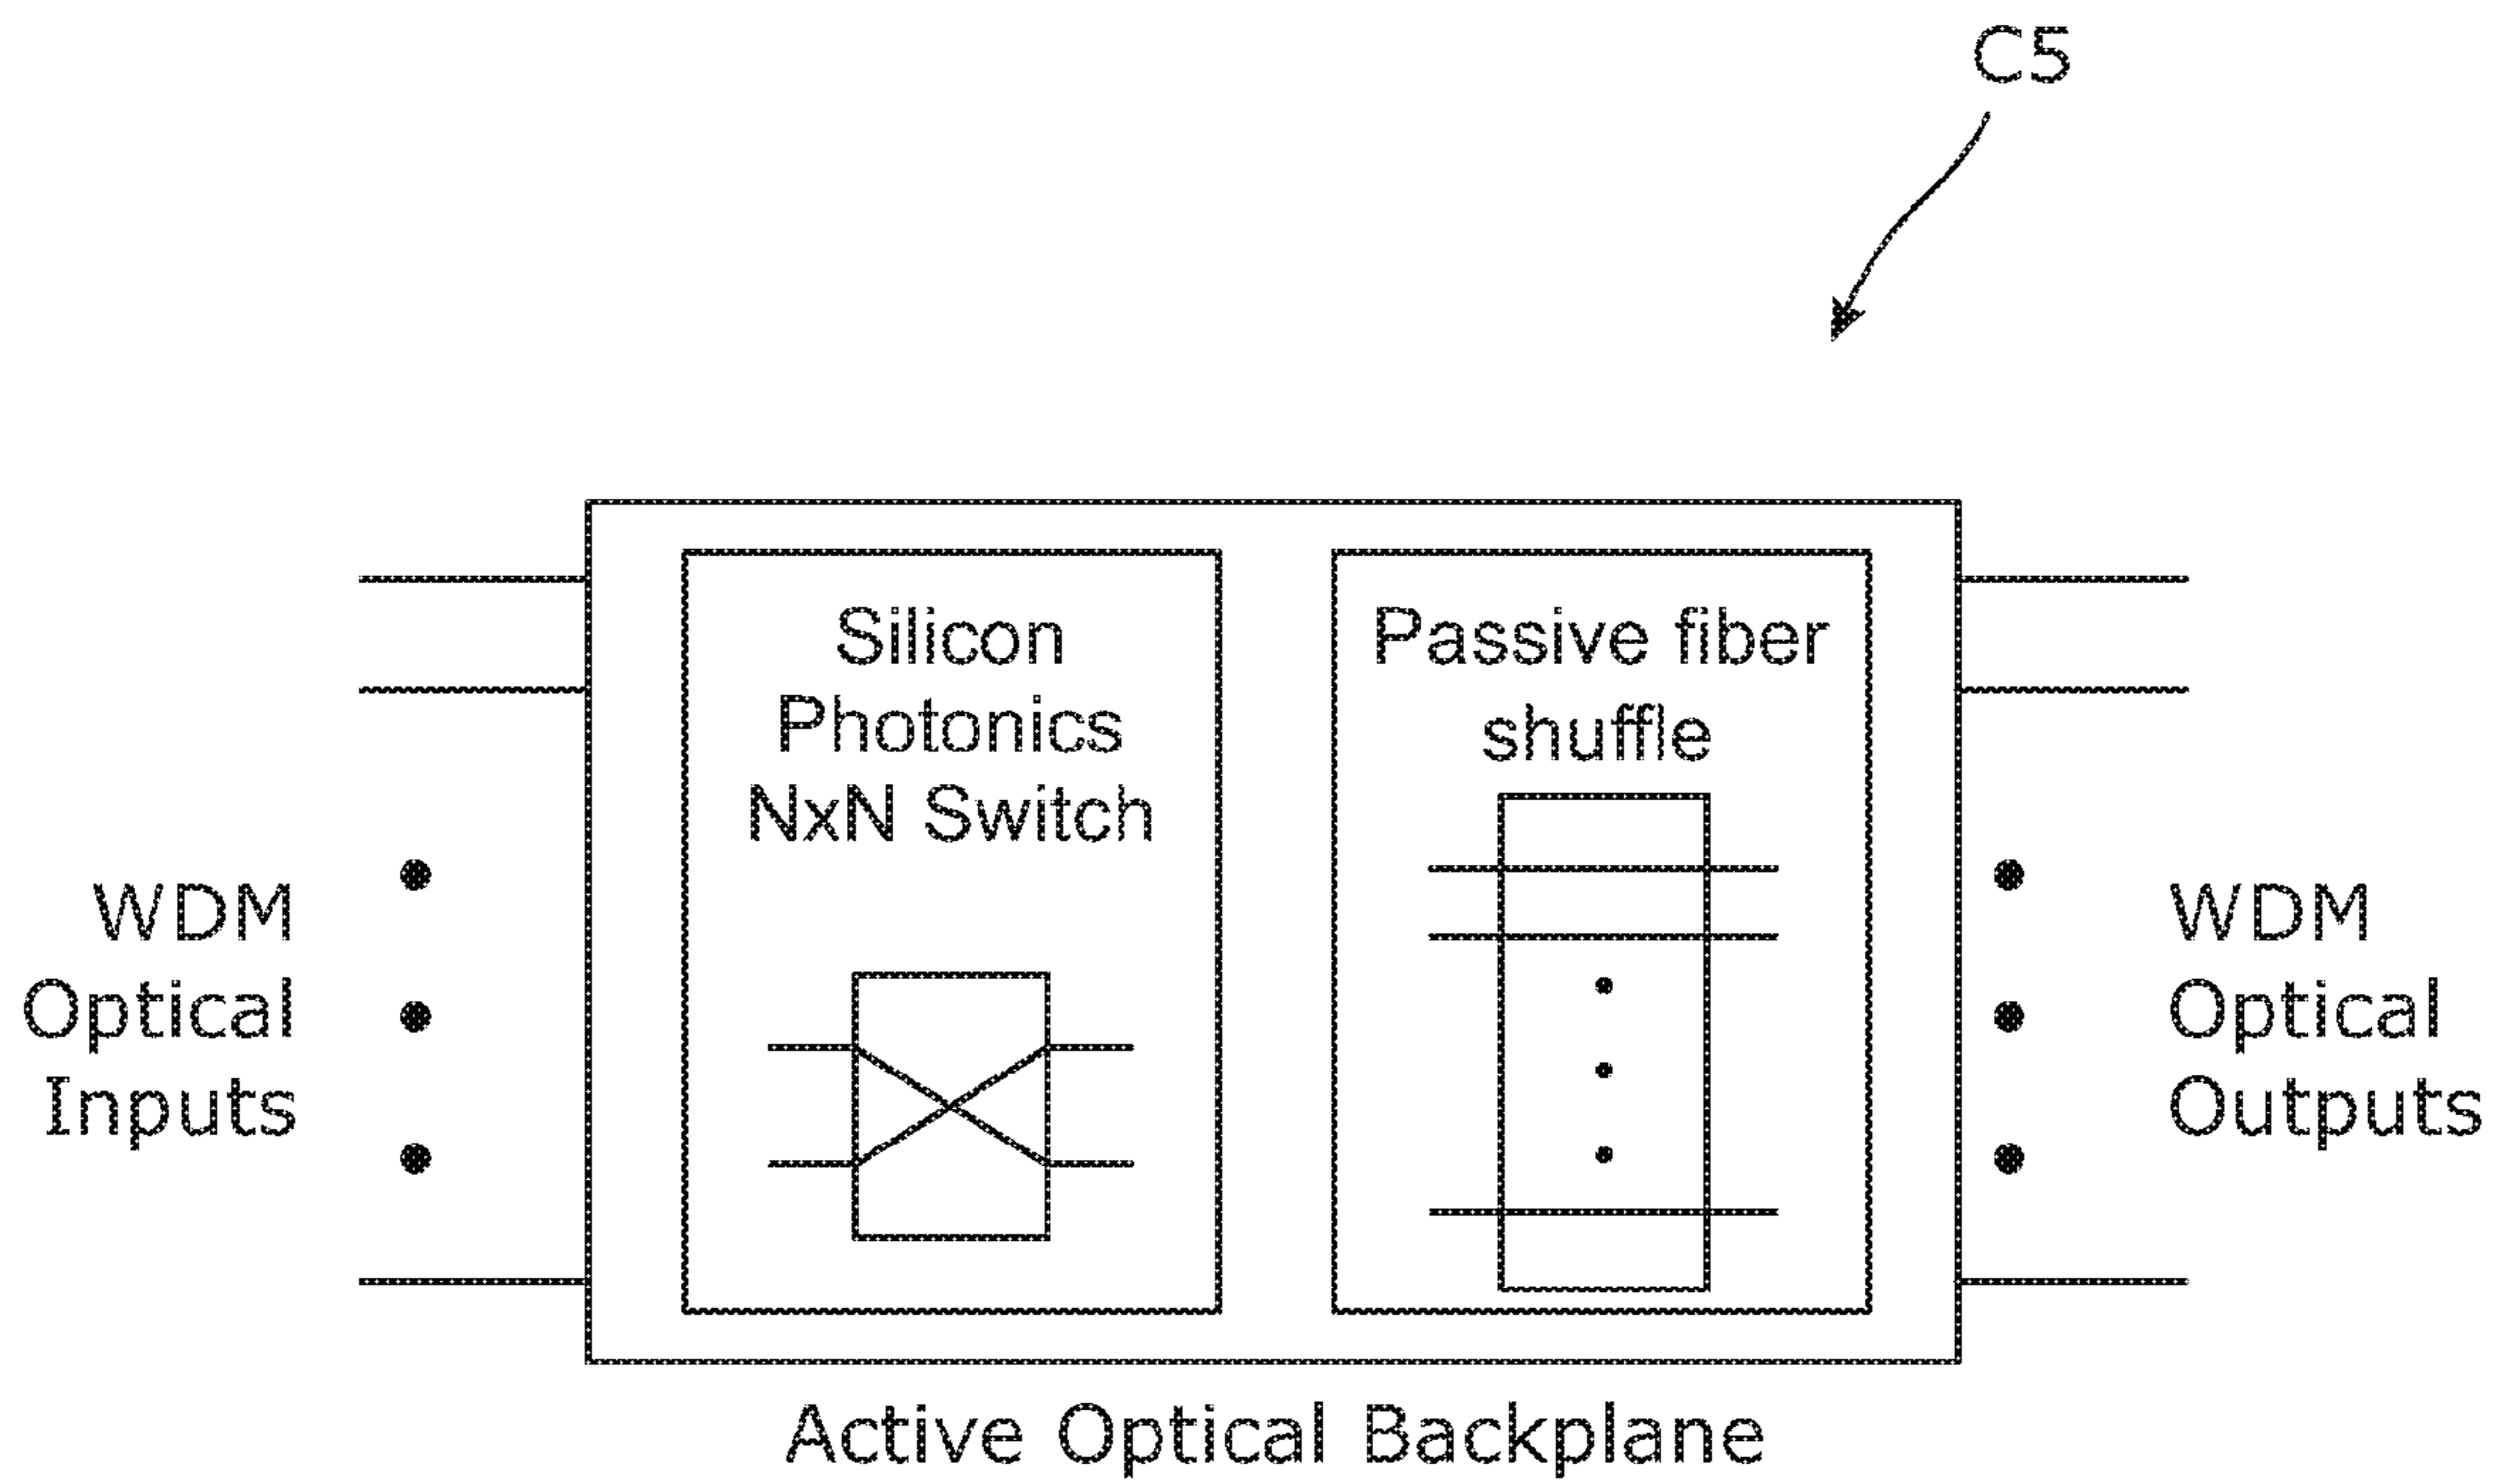 C5
Silicon
Photonics
NxN Switch
Passive fiber
shuffle
WDM
Optical
Inputs
WDM
Optical
Outputs
Active Optical Backplane